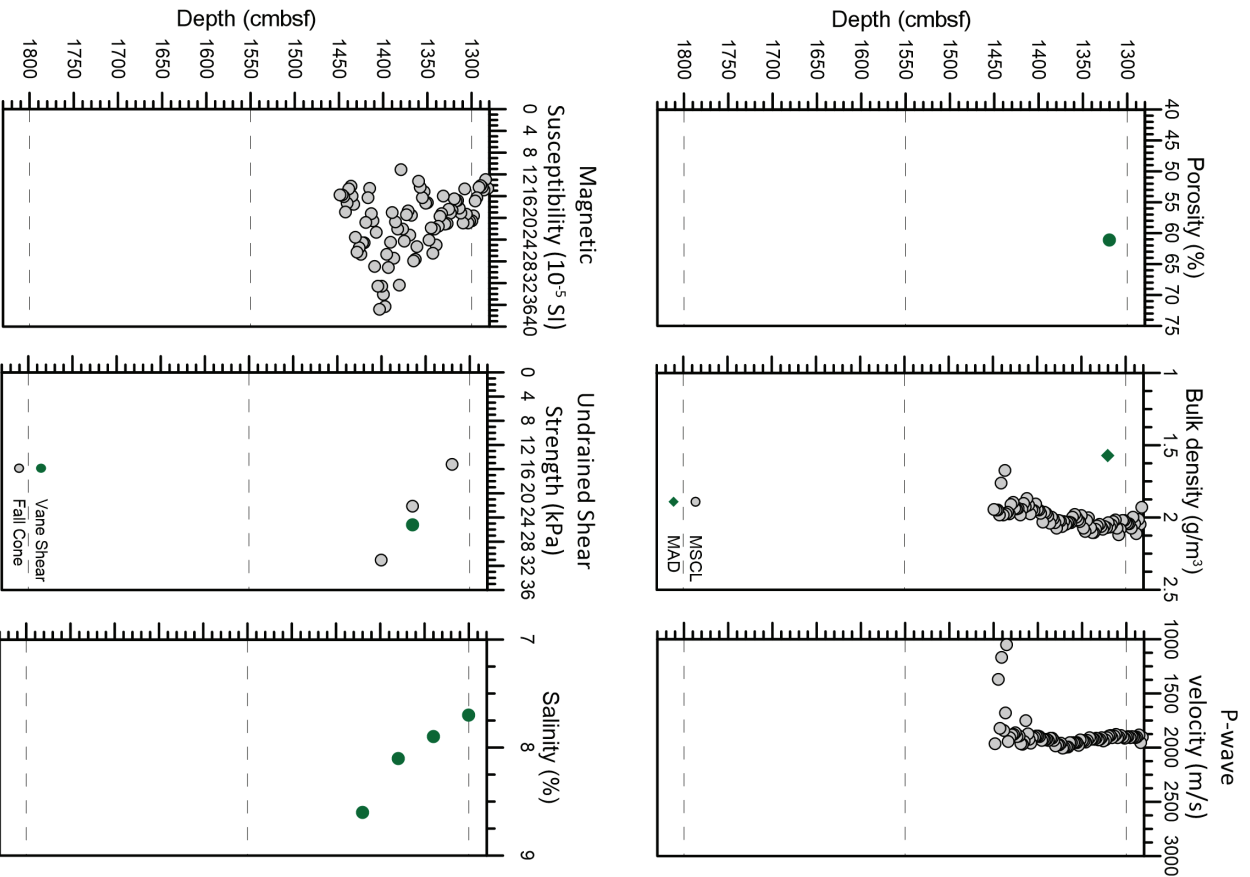 Porosity (%)
40 45 50 55 60 65 70 75
Bulk density (g/m³)
1 1.5 2 2.5
P-wave
velocity (m/s)
1000 1500 2000 2500 3000
Depth (cmbsf)
1300
1350
1400
1450
1500
1550
1600
1650
1700
1750
1800
MSCL
MAD
Magnetic
Susceptibility (10⁻⁵ SI)
0 4 8 12 16 20 24 28 32 36 40
Undrained Shear
Strength (kPa)
0 4 8 12 16 20 24 28 32 36
Salinity (%)
7 8 9
Depth (cmbsf)
1300
1350
1400
1450
1500
1550
1600
1650
1700
1750
1800
Vane Shear
Fall Cone